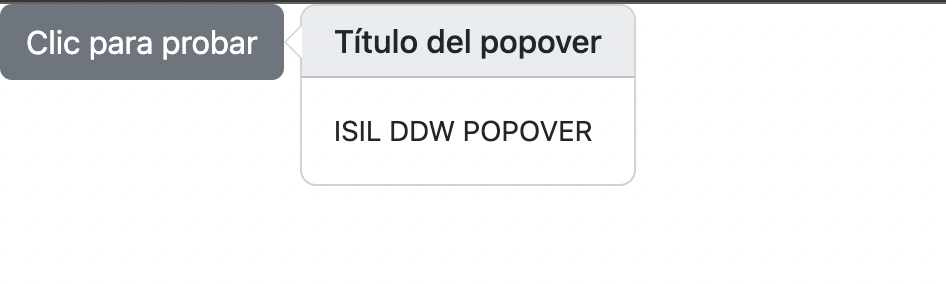 Clic para probar
Título del popover
ISIL DDW POPOVER